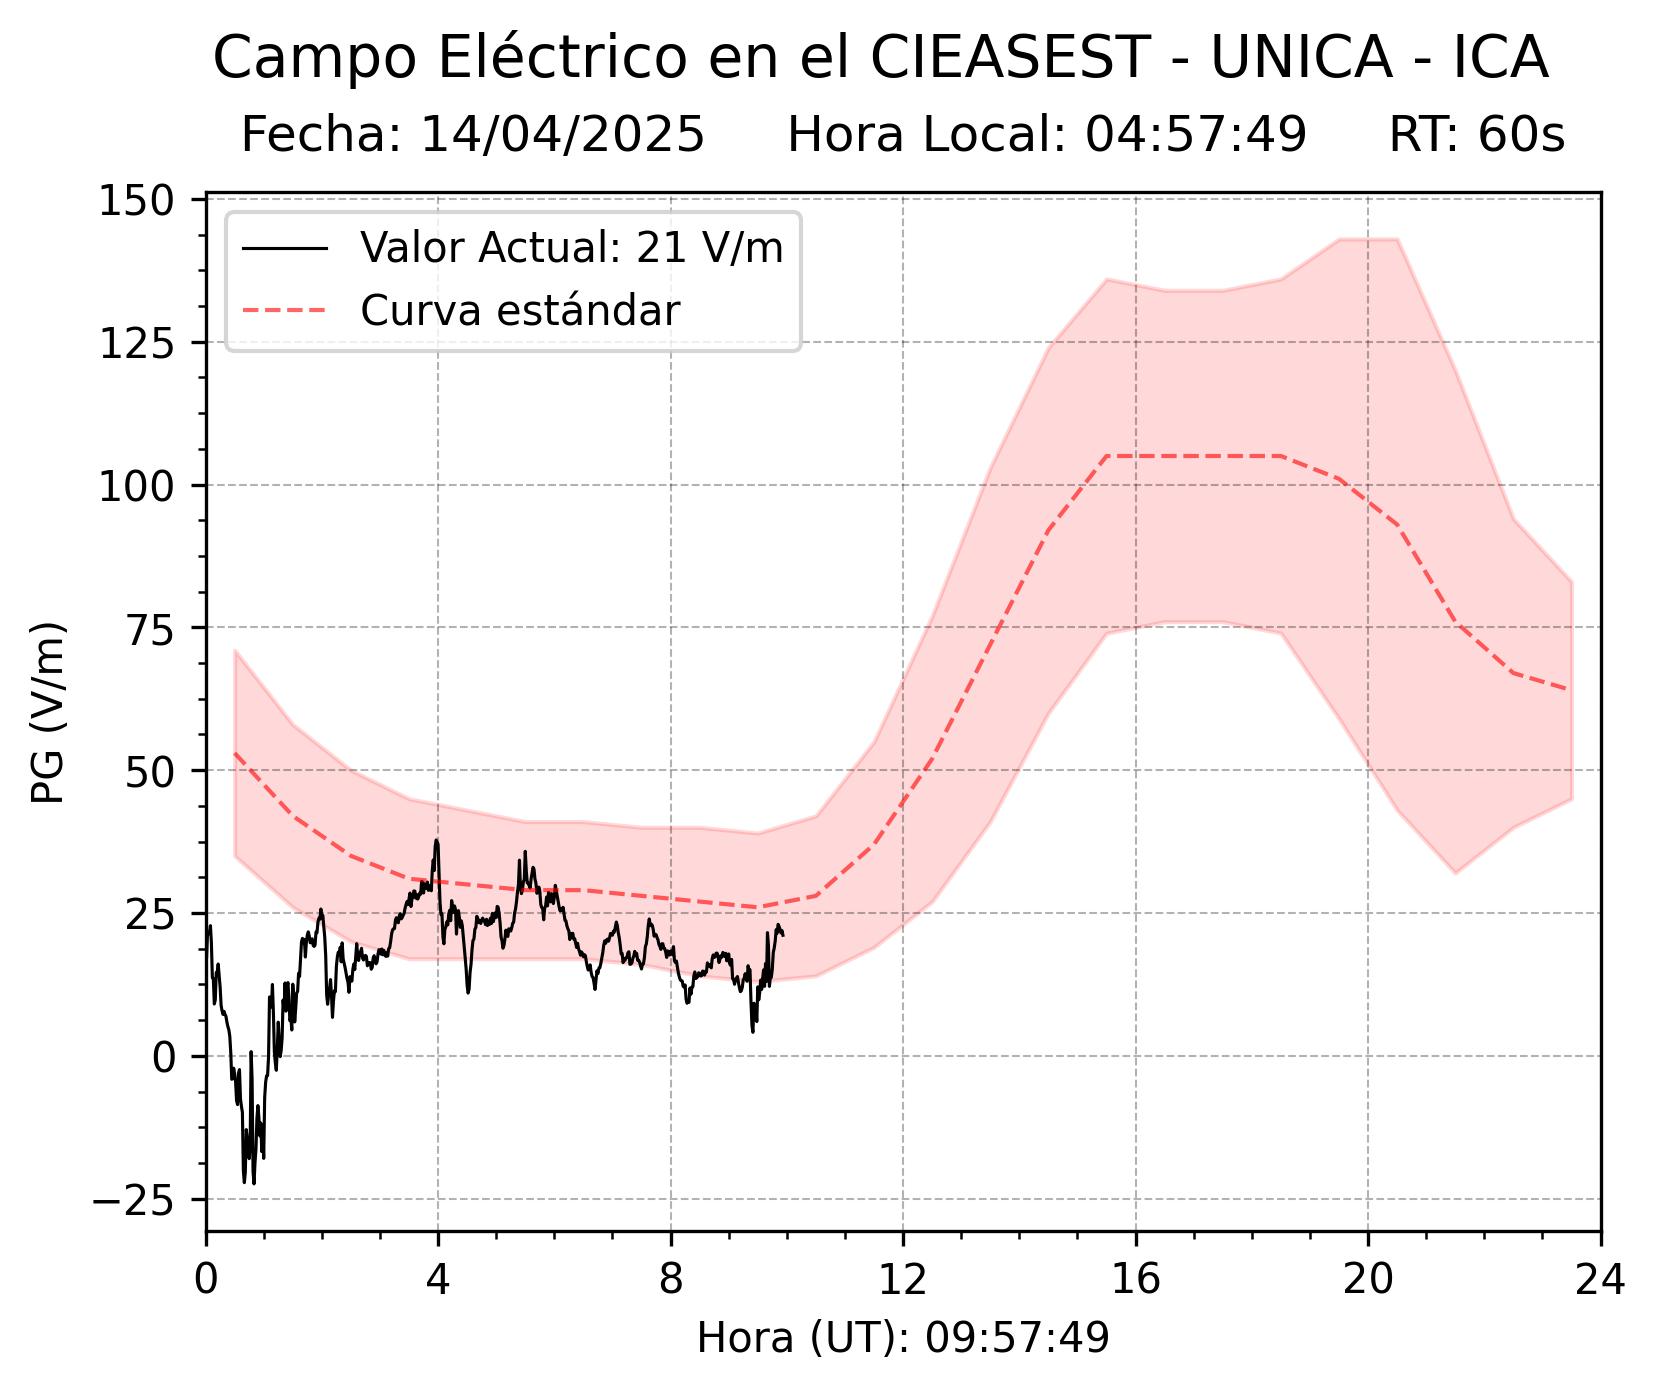 Campo Eléctrico en el CIEASEST - UNICA - ICA
Fecha: 14/04/2025 Hora Local: 04:57:49 RT: 60s
Valor Actual: 21 V/m
Curva estándar
PG (V/m)
150
125
100
75
50
25
0
−25
0 4 8 12 16 20 24
Hora (UT): 09:57:49